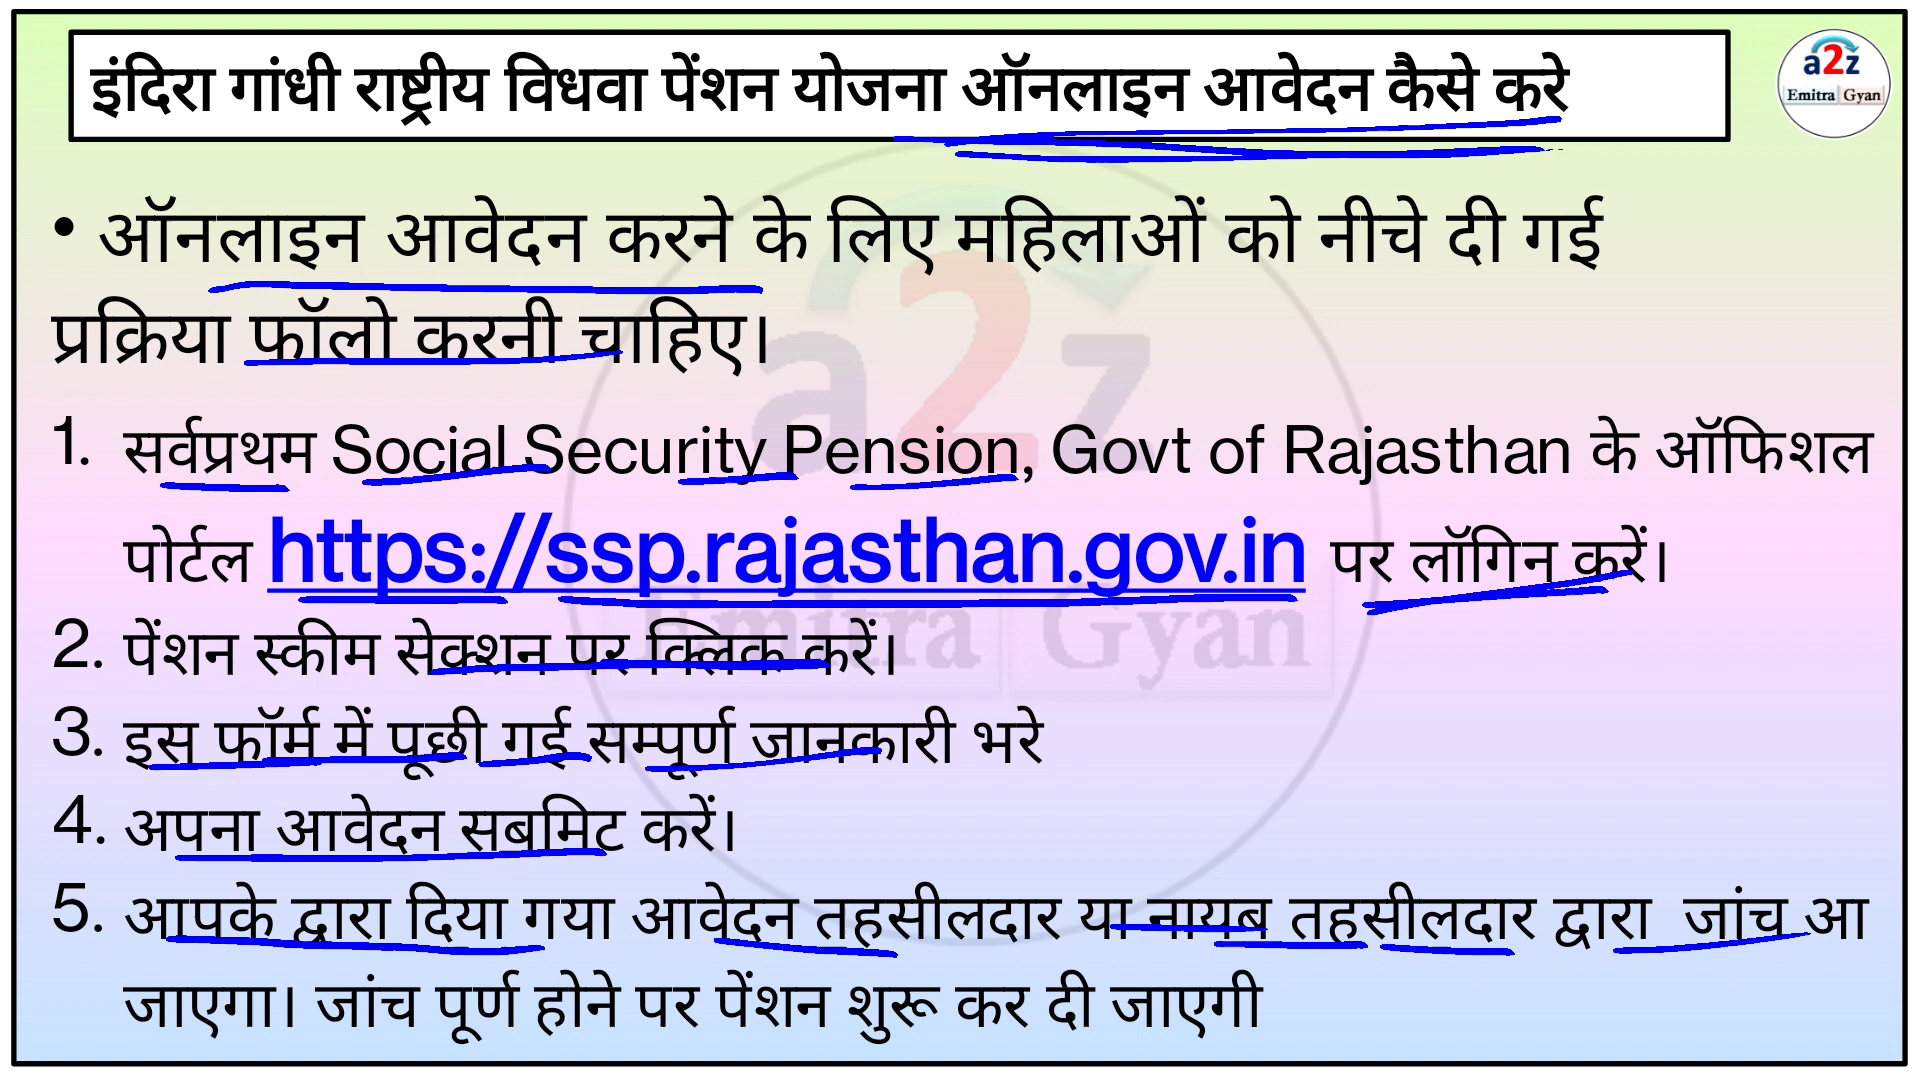 इंदिरा गांधी राष्ट्रीय विधवा पेंशन योजना ऑनलाइन आवेदन कैसे करे
a2z
Emitra Gyan
• ऑनलाइन आवेदन करने के लिए महिलाओं को नीचे दी गई
प्रक्रिया फॉलो करनी चाहिए।
1. सर्वप्रथम Social Security Pension, Govt of Rajasthan के ऑफिशल
पोर्टल https://ssp.rajasthan.gov.in पर लॉगिन करें।
2. पेंशन स्कीम सेक्शन पर क्लिक करें।
3. इस फॉर्म में पूछी गई सम्पूर्ण जानकारी भरे
4. अपना आवेदन सबमिट करें।
5. आपके द्वारा दिया गया आवेदन तहसीलदार या नायब तहसीलदार द्वारा जांच आ
जाएगा। जांच पूर्ण होने पर पेंशन शुरू कर दी जाएगी
a2z
Emitra Gyan